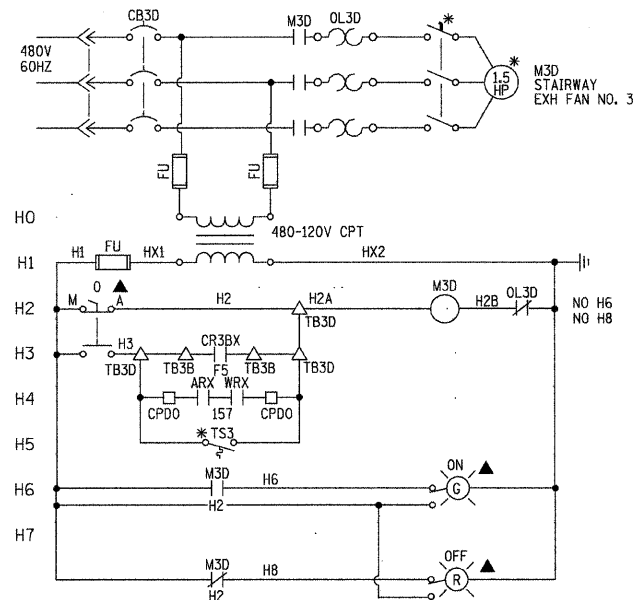 CB3D
M3D
OL3D
*
480V
60HZ
1.5
HP
*
M3D
STAIRWAY
EXH FAN NO. 3
FU
FU
H0
480-120V CPT
H1
H1
FU
HX1
HX2
O
H2
M
A
H2
H2A
M3D
H2B
OL3D
NO H6
NO H8
TB3D
H3
H3
CR3BX
TB3D
TB3B
F5
TB3B
TB3D
H4
ARX
WRX
CPDO
157
CPDO
H5
* TS3
H6
M3D
H6
ON
G
H2
H7
M3D
H8
OFF
R
H2